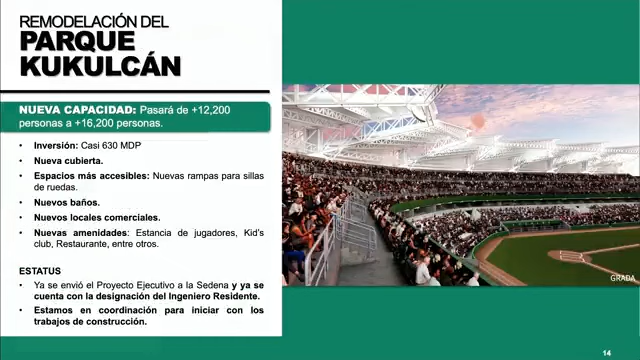 REMODELACIÓN DEL
PARQUE
KUKULCÁN
NUEVA CAPACIDAD: Pasará de +12,200
personas a +16,200 personas.
• Inversión: Casi 630 MDP
• Nueva cubierta.
• Espacios más accesibles: Nuevas rampas para sillas
de ruedas.
• Nuevos baños.
• Nuevos locales comerciales.
• Nuevas amenidades: Estancia de jugadores, Kid's
club, Restaurante, entre otros.
ESTATUS
• Ya se envió el Proyecto Ejecutivo a la Sedena y ya se
cuenta con la designación del Ingeniero Residente.
• Estamos en coordinación para iniciar con los
trabajos de construcción.
GRADA
14